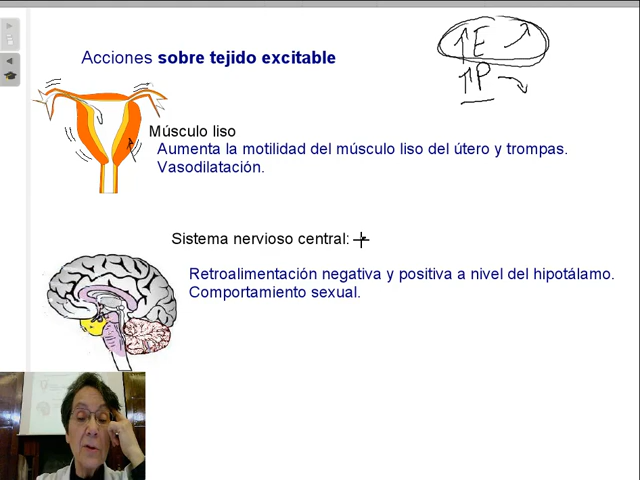 Acciones sobre tejido excitable
↑E ↗
↑P ↘
Músculo liso
Aumenta la motilidad del músculo liso del útero y trompas.
Vasodilatación.
Sistema nervioso central:
Retroalimentación negativa y positiva a nivel del hipotálamo.
Comportamiento sexual.